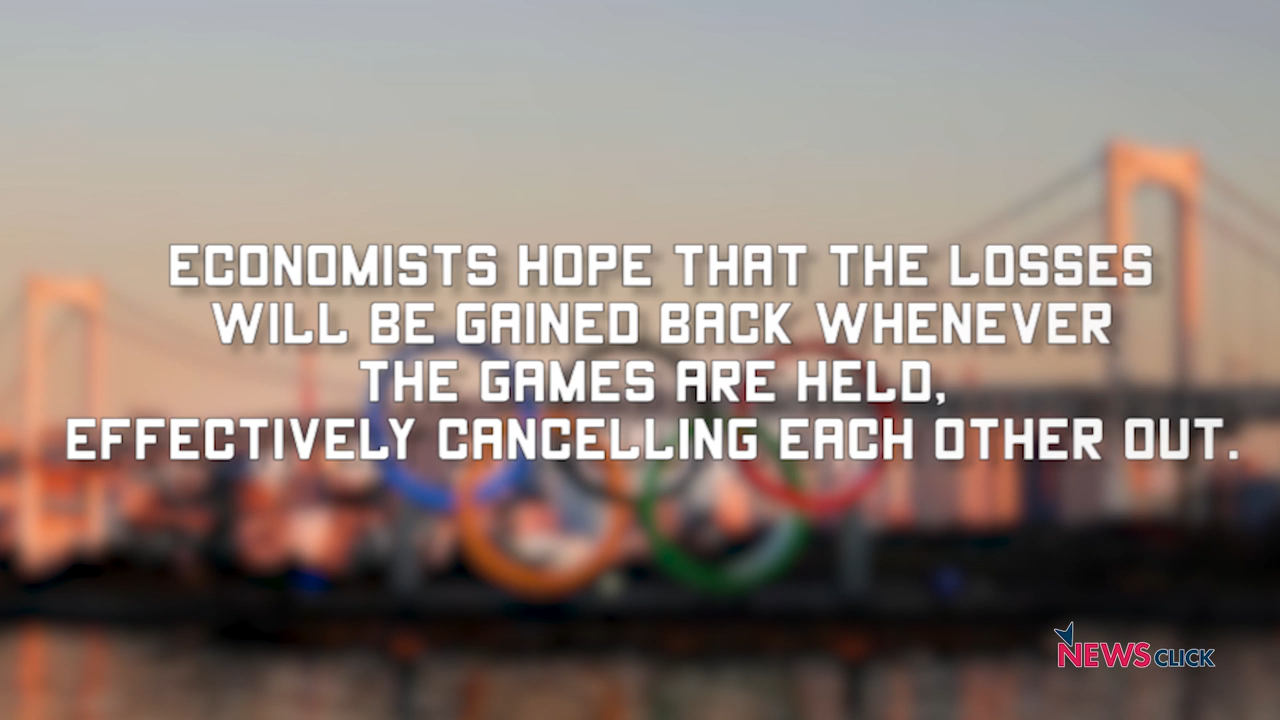 ECONOMISTS HOPE THAT THE LOSSES
WILL BE GAINED BACK WHENEVER
THE GAMES ARE HELD,
EFFECTIVELY CANCELLING EACH OTHER OUT.
NEWSCLICK